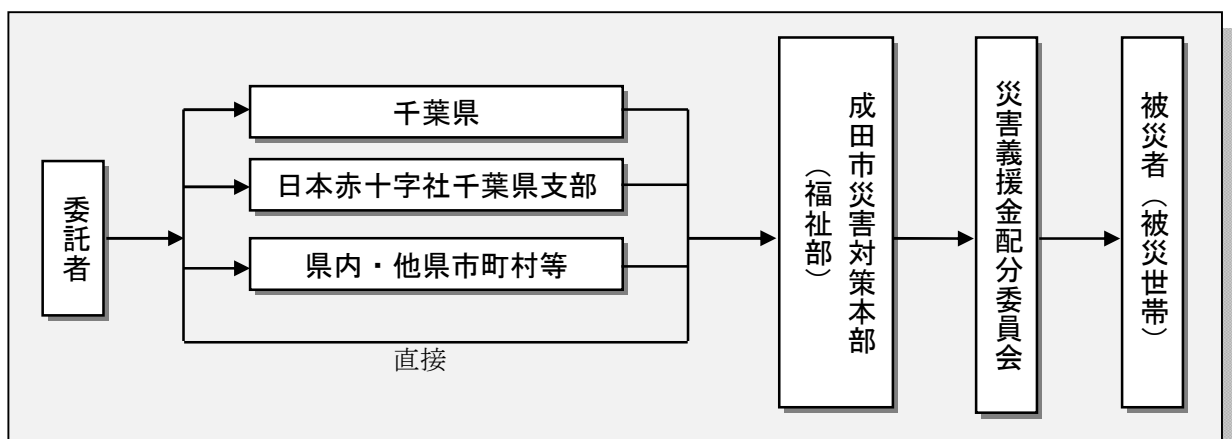 委託者
千葉県
日本赤十字社千葉県支部
県内・他県市町村等
直接
成田市災害対策本部
（福祉部）
災害義援金配分委員会
被災者（被災世帯）